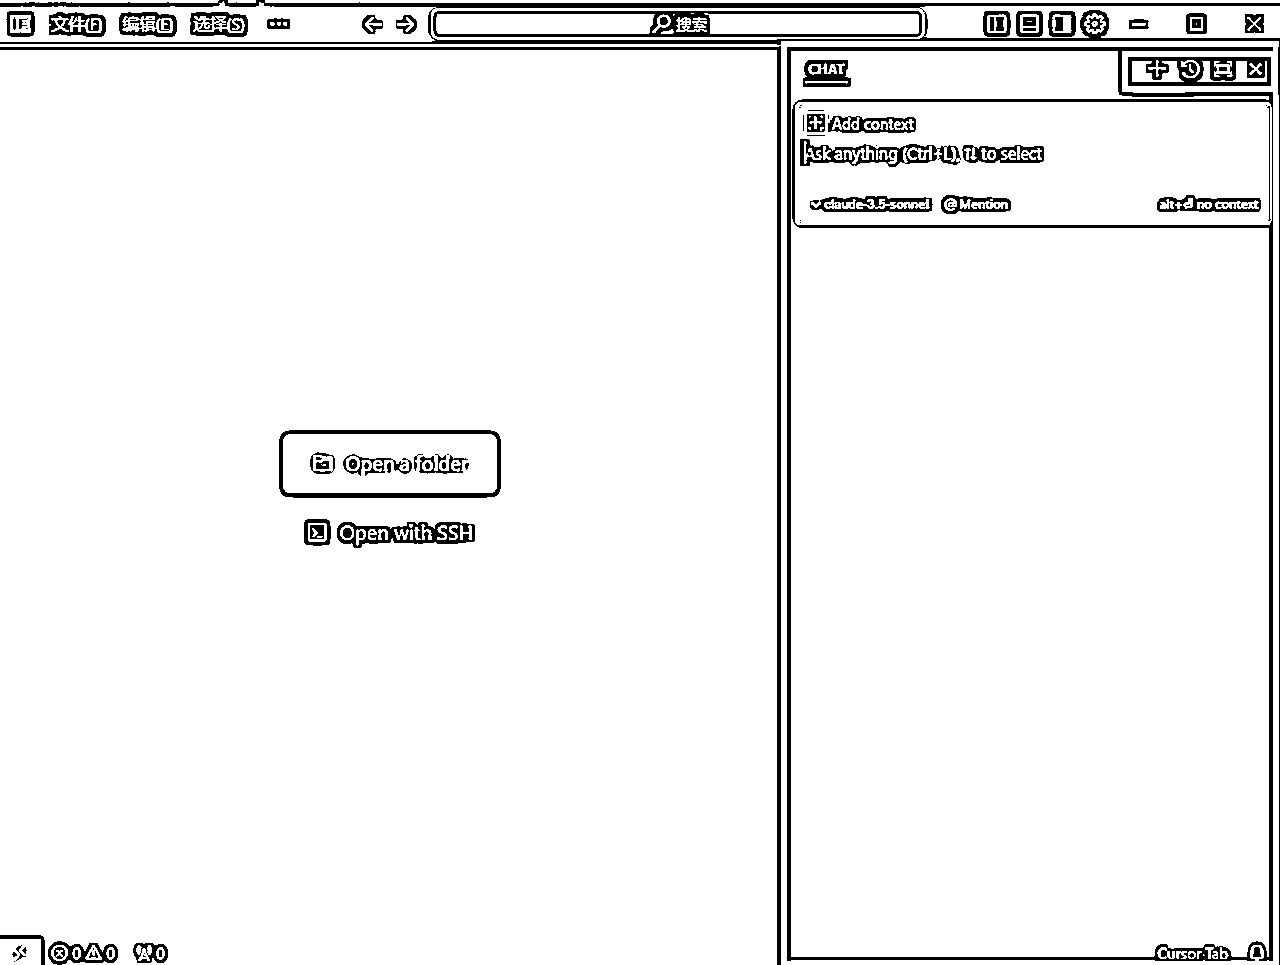 文件(F) 编辑(E) 选择(S) ··· 搜索
CHAT
Add context
Ask anything (Ctrl+L), ↑↓ to select
claude-3.5-sonnet @ Mention alt+⏎ no context
Open a folder
Open with SSH
0 0 0 Cursor Tab